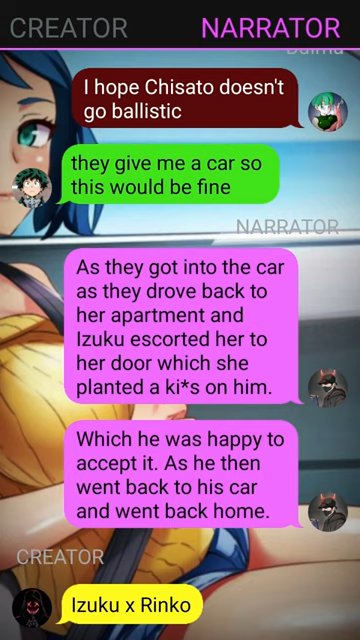 CREATOR NARRATOR
I hope Chisato doesn't
go ballistic
they give me a car so
this would be fine
NARRATOR
As they got into the car
as they drove back to
her apartment and
Izuku escorted her to
her door which she
planted a ki*s on him.
Which he was happy to
accept it. As he then
went back to his car
and went back home.
CREATOR
Izuku x Rinko